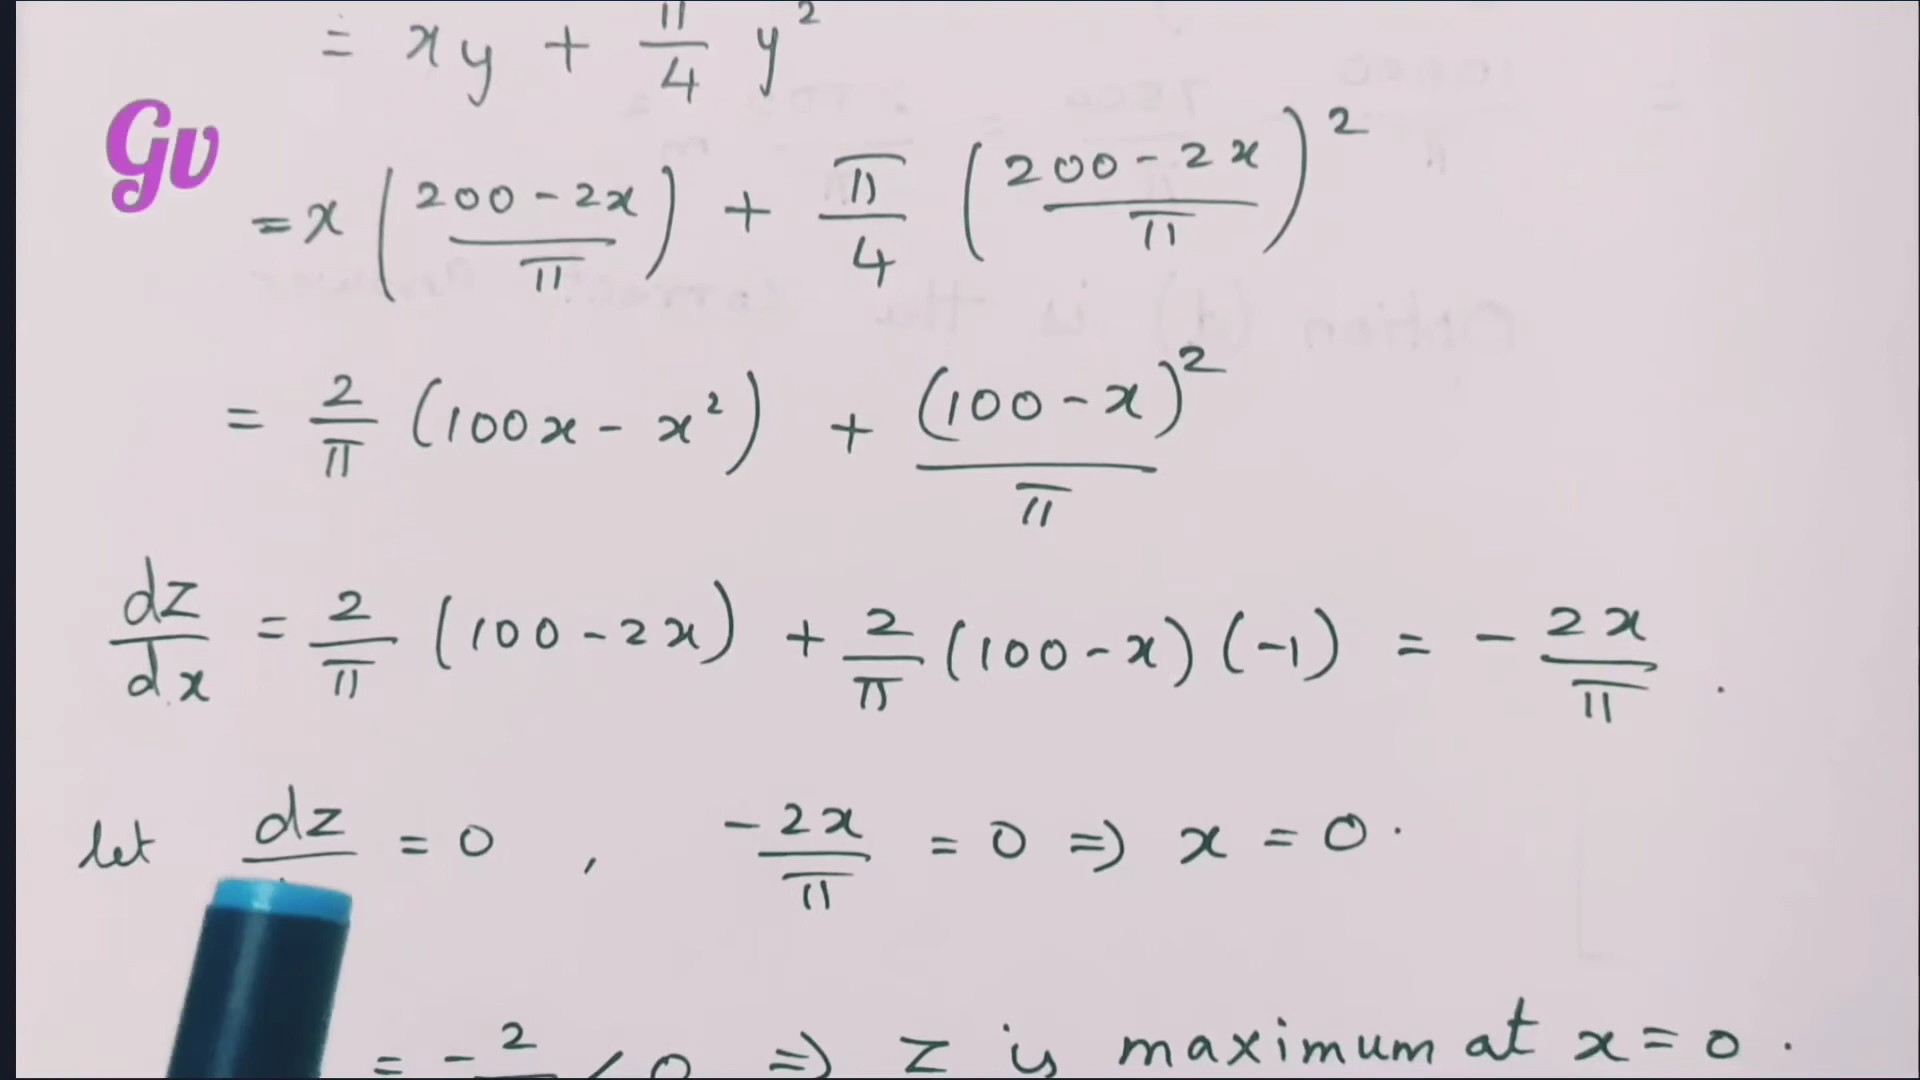 = xy + π/4 y²
Gv
= x ( (200 - 2x)/π ) + π/4 ( (200 - 2x)/π )²
= 2/π (100x - x²) + (100 - x)²/π
dz/dx = 2/π (100 - 2x) + 2/π (100 - x) (-1) = - 2x/π .
let dz = 0 , - 2x/π = 0 ⇒ x = 0 .
= - 2 < 0 ⇒ z is maximum at x = 0 .